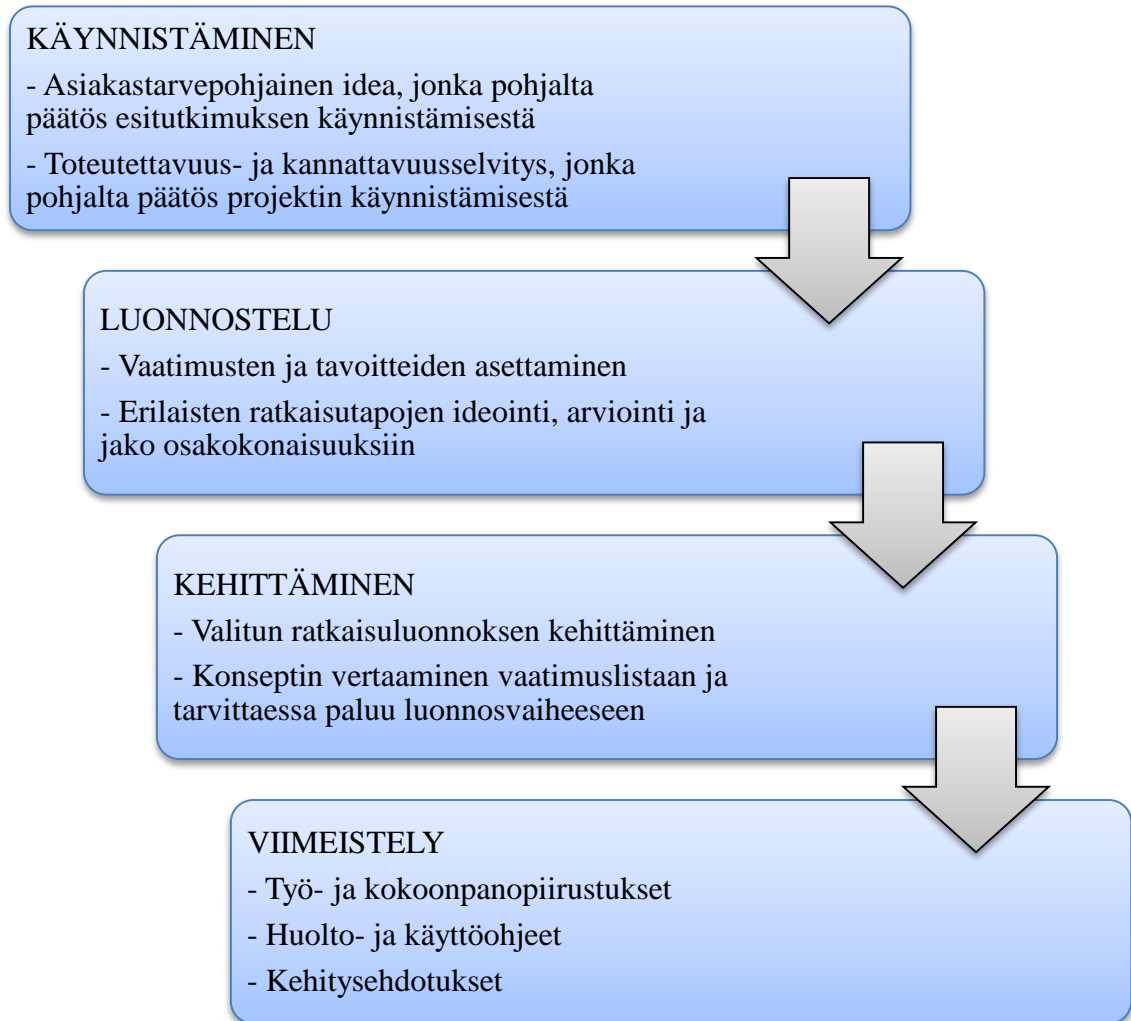 KÄYNNISTÄMINEN
- Asiakastarvepohjainen idea, jonka pohjalta
päätös esitutkimuksen käynnistämisestä
- Toteutettavuus- ja kannattavuusselvitys, jonka
pohjalta päätös projektin käynnistämisestä
LUONNOSTELU
- Vaatimusten ja tavoitteiden asettaminen
- Erilaisten ratkaisutapojen ideointi, arviointi ja
jako osakokonaisuuksiin
KEHITTÄMINEN
- Valitun ratkaisuluonnoksen kehittäminen
- Konseptin vertaaminen vaatimuslistaan ja
tarvittaessa paluu luonnosvaiheeseen
VIIMEISTELY
- Työ- ja kokoonpanopiirustukset
- Huolto- ja käyttöohjeet
- Kehitysehdotukset